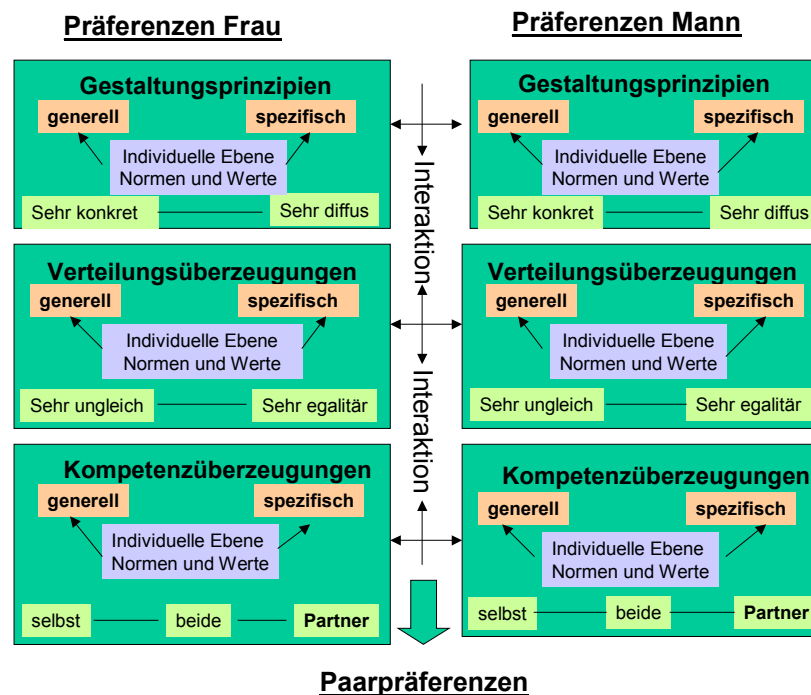 Präferenzen Frau
Präferenzen Mann
Gestaltungsprinzipien
generell
spezifisch
Individuelle Ebene
Normen und Werte
Sehr konkret
Sehr diffus
Gestaltungsprinzipien
generell
spezifisch
Individuelle Ebene
Normen und Werte
Sehr konkret
Sehr diffus
Interaktion
Verteilungsüberzeugungen
generell
spezifisch
Individuelle Ebene
Normen und Werte
Sehr ungleich
Sehr egalitär
Verteilungsüberzeugungen
generell
spezifisch
Individuelle Ebene
Normen und Werte
Sehr ungleich
Sehr egalitär
Interaktion
Kompetenzüberzeugungen
generell
spezifisch
Individuelle Ebene
Normen und Werte
selbst
beide
Partner
Kompetenzüberzeugungen
generell
spezifisch
Individuelle Ebene
Normen und Werte
selbst
beide
Partner
Paarpräferenzen